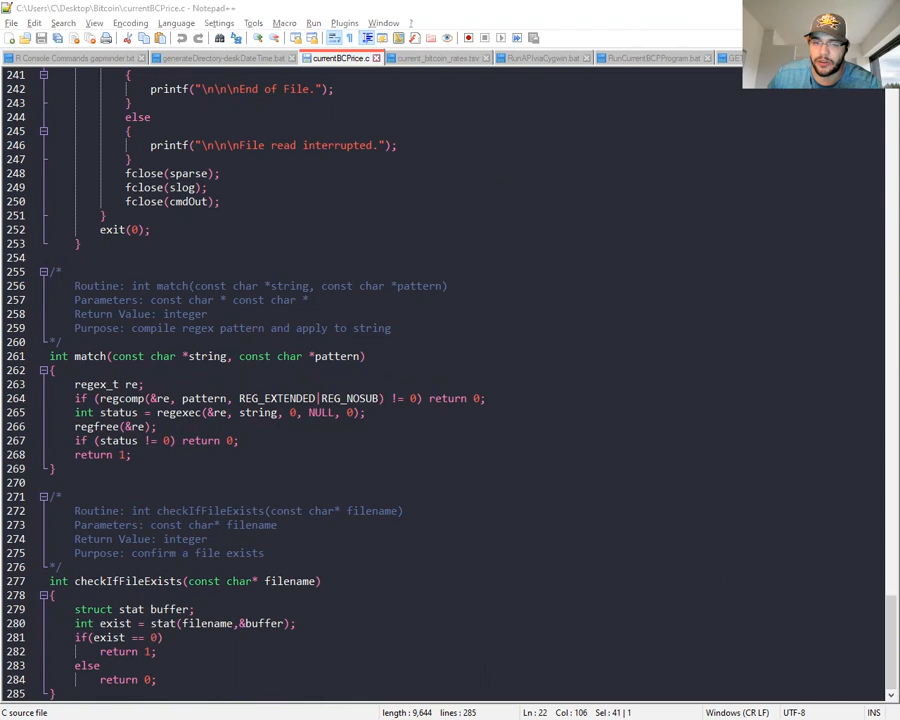 C:\Users\C\Desktop\Bitcoin\currentBCPrice.c - Notepad++
File Edit Search View Encoding Language Settings Tools Macro Run Plugins Window ?
R Console Commands gapminder.txt generateDirectory-deskDateTime.bat currentBCPrice.c current_bitcoin_rates.tsv RunAPIviaCygwin.bat RunCurrentBCPProgram.bat GET
241 {
242 printf("\n\n\nEnd of File.");
243 }
244 else
245 {
246 printf("\n\n\nFile read interrupted.");
247 }
248 fclose(sparse);
249 fclose(slog);
250 fclose(cmdOut);
251 }
252 exit(0);
253 }
254
255 /*
256 Routine: int match(const char *string, const char *pattern)
257 Parameters: const char * const char *
258 Return Value: integer
259 Purpose: compile regex pattern and apply to string
260 */
261 int match(const char *string, const char *pattern)
262 {
263 regex_t re;
264 if (regcomp(&re, pattern, REG_EXTENDED|REG_NOSUB) != 0) return 0;
265 int status = regexec(&re, string, 0, NULL, 0);
266 regfree(&re);
267 if (status != 0) return 0;
268 return 1;
269 }
270
271 /*
272 Routine: int checkIfFileExists(const char* filename)
273 Parameters: const char* filename
274 Return Value: integer
275 Purpose: confirm a file exists
276 */
277 int checkIfFileExists(const char* filename)
278 {
279 struct stat buffer;
280 int exist = stat(filename,&buffer);
281 if(exist == 0)
282 return 1;
283 else
284 return 0;
285 }
C source file length : 9,644 lines : 285 Ln : 22 Col : 106 Sel : 41 | 1 Windows (CR LF) UTF-8 INS